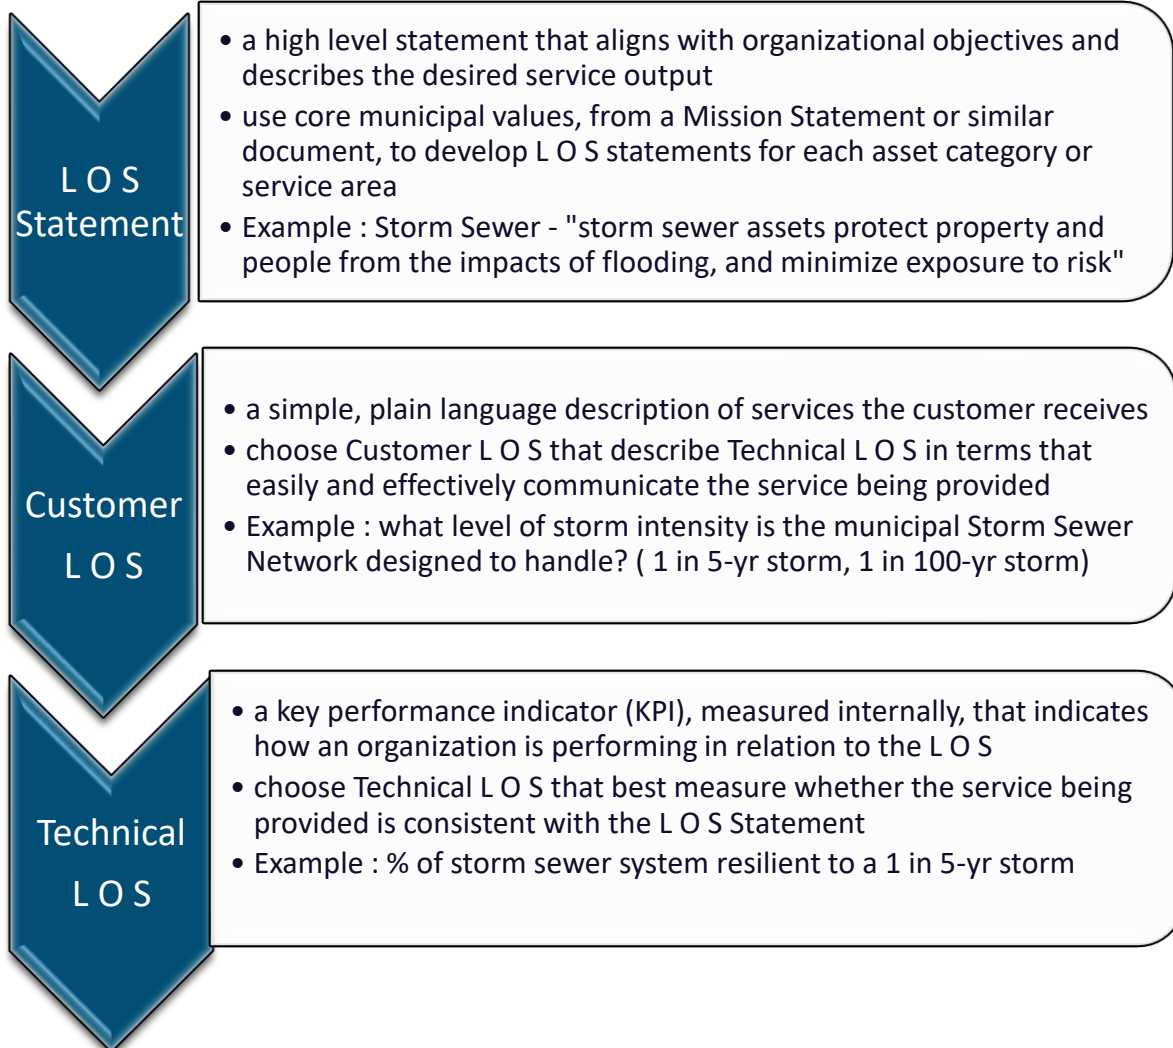 L O S
Statement
• a high level statement that aligns with organizational objectives and
describes the desired service output
• use core municipal values, from a Mission Statement or similar
document, to develop L O S statements for each asset category or
service area
• Example : Storm Sewer - "storm sewer assets protect property and
people from the impacts of flooding, and minimize exposure to risk"
Customer
L O S
• a simple, plain language description of services the customer receives
• choose Customer L O S that describe Technical L O S in terms that
easily and effectively communicate the service being provided
• Example : what level of storm intensity is the municipal Storm Sewer
Network designed to handle? ( 1 in 5-yr storm, 1 in 100-yr storm)
Technical
L O S
• a key performance indicator (KPI), measured internally, that indicates
how an organization is performing in relation to the L O S
• choose Technical L O S that best measure whether the service being
provided is consistent with the L O S Statement
• Example : % of storm sewer system resilient to a 1 in 5-yr storm